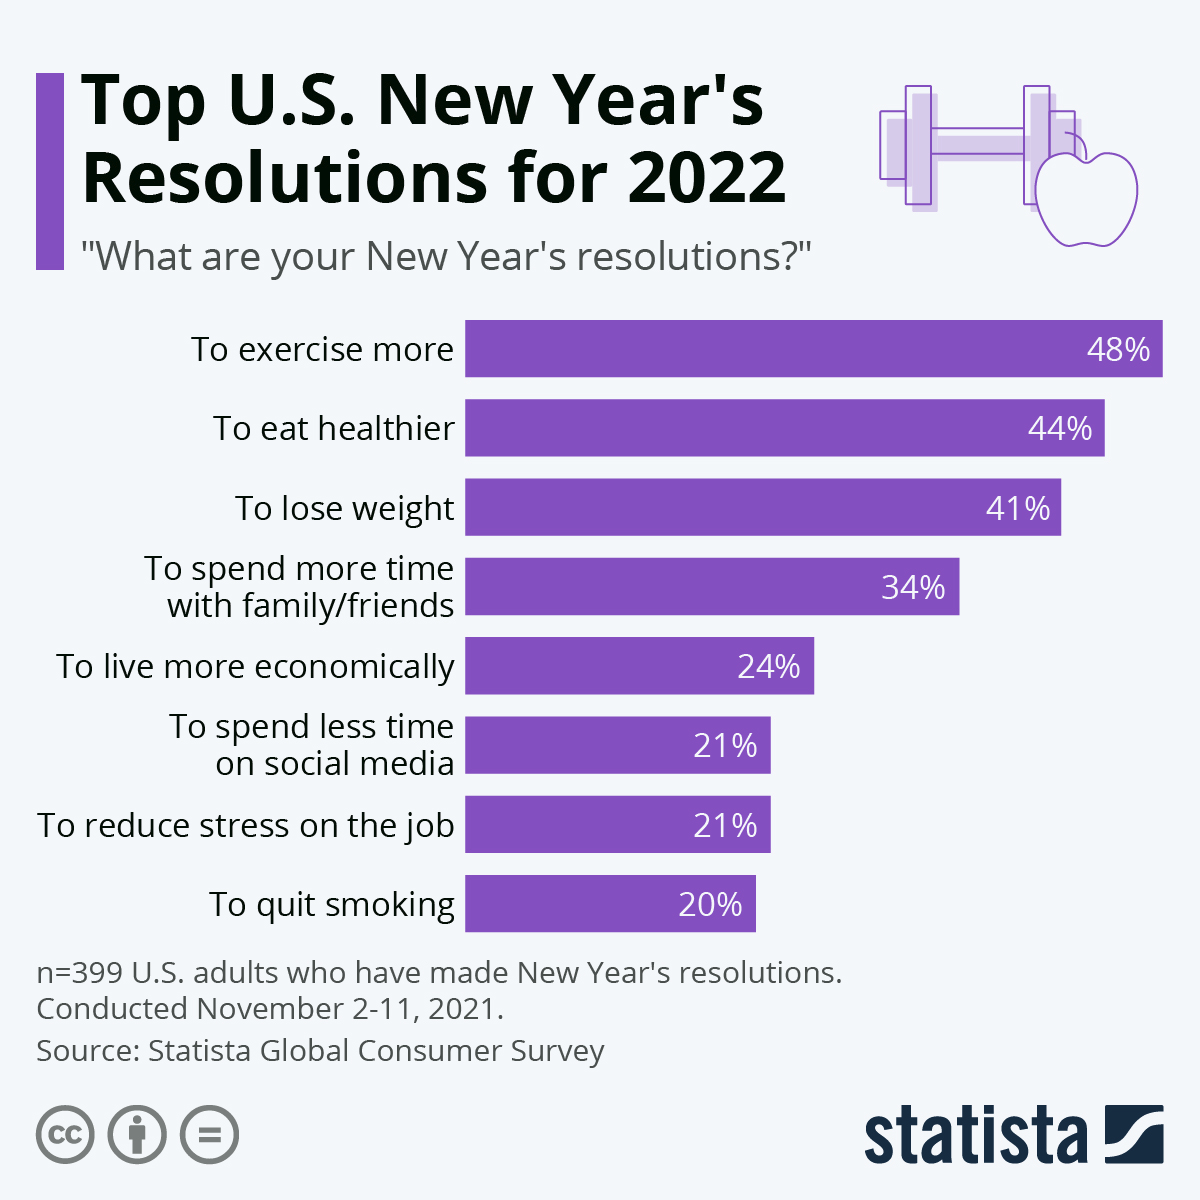 Top U.S. New Year's
Resolutions for 2022
"What are your New Year's resolutions?"
To exercise more 48%
To eat healthier 44%
To lose weight 41%
To spend more time
with family/friends 34%
To live more economically 24%
To spend less time
on social media 21%
To reduce stress on the job 21%
To quit smoking 20%
n=399 U.S. adults who have made New Year's resolutions.
Conducted November 2-11, 2021.
Source: Statista Global Consumer Survey
cc =
statista